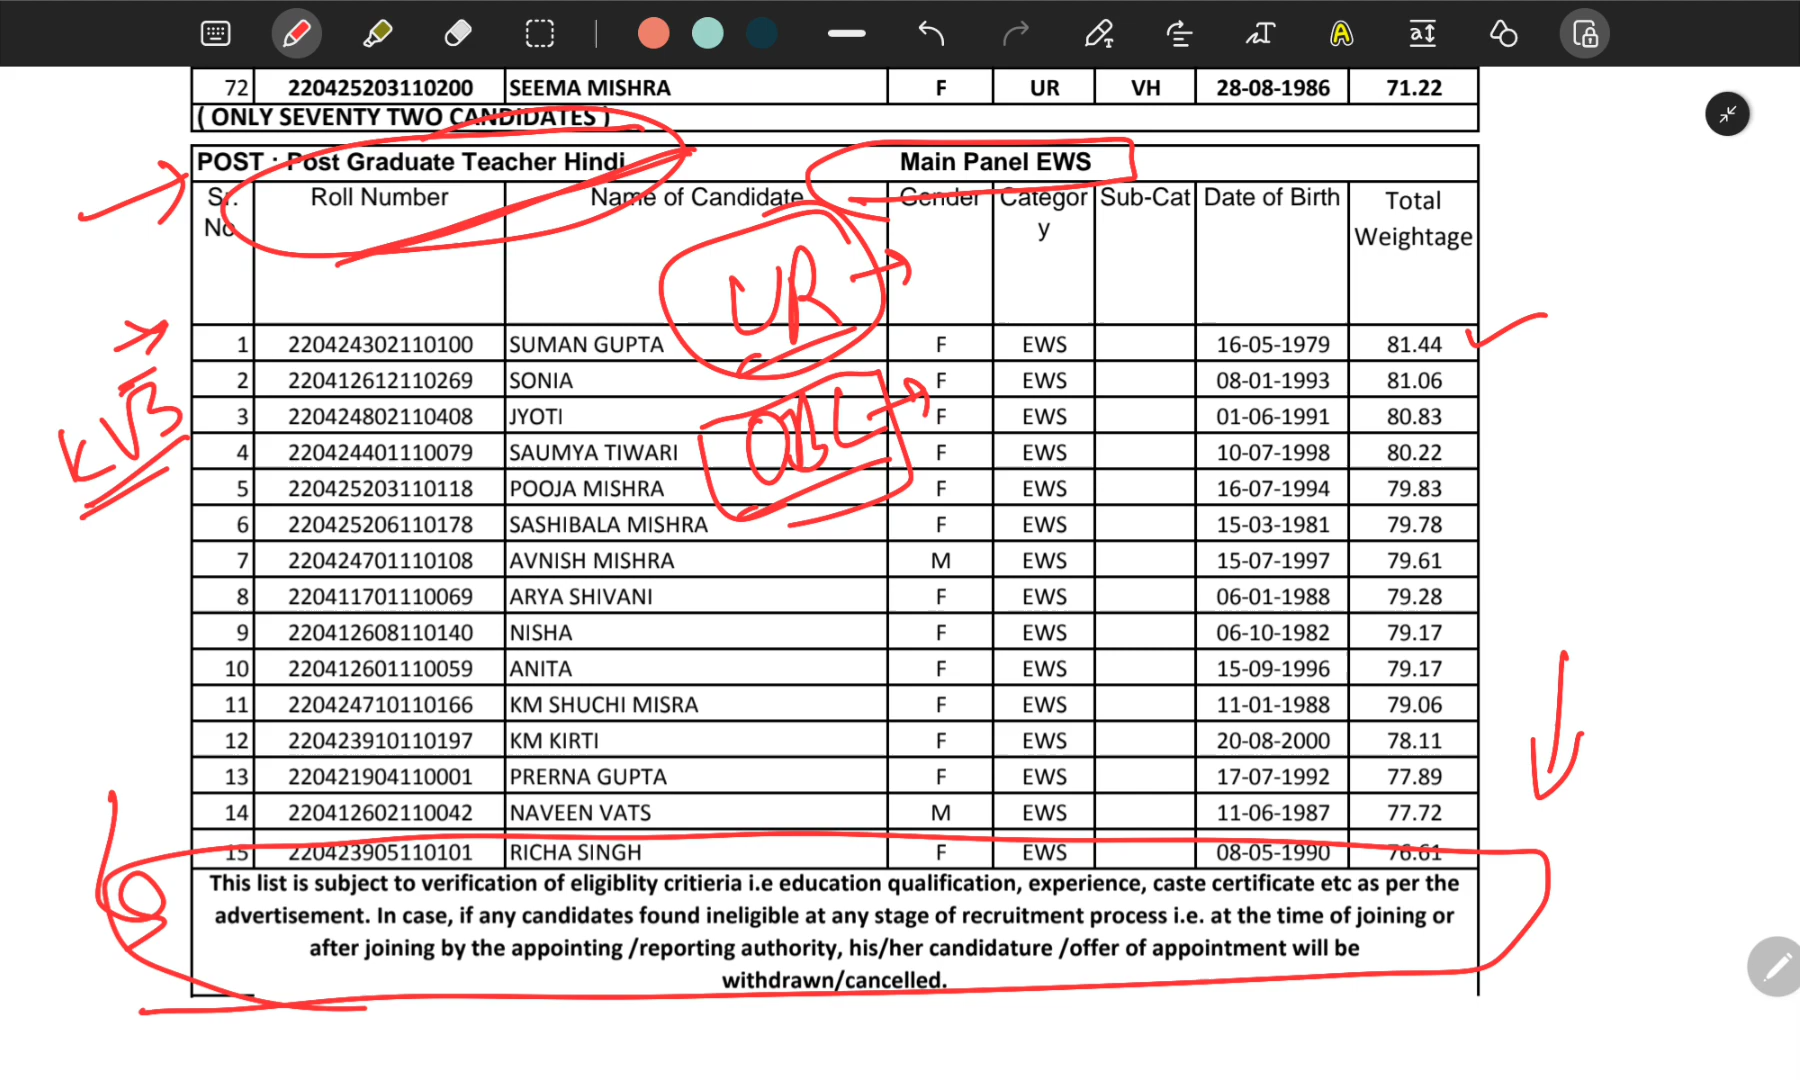 72 220425203110200 SEEMA MISHRA F UR VH 28-08-1986 71.22
( ONLY SEVENTY TWO CANDIDATES )
POST : Post Graduate Teacher Hindi Main Panel EWS
Sr. No Roll Number Name of Candidate Gender Category Sub-Cat Date of Birth Total Weightage
UR
1 220424302110100 SUMAN GUPTA F EWS 16-05-1979 81.44
2 220412612110269 SONIA F EWS 08-01-1993 81.06
KVS
OBC
3 220424802110408 JYOTI F EWS 01-06-1991 80.83
4 220424401110079 SAUMYA TIWARI F EWS 10-07-1998 80.22
5 220425203110118 POOJA MISHRA F EWS 16-07-1994 79.83
6 220425206110178 SASHIBALA MISHRA F EWS 15-03-1981 79.78
7 220424701110108 AVNISH MISHRA M EWS 15-07-1997 79.61
8 220411701110069 ARYA SHIVANI F EWS 06-01-1988 79.28
9 220412608110140 NISHA F EWS 06-10-1982 79.17
10 220412601110059 ANITA F EWS 15-09-1996 79.17
11 220424710110166 KM SHUCHI MISRA F EWS 11-01-1988 79.06
12 220423910110197 KM KIRTI F EWS 20-08-2000 78.11
13 220421904110001 PRERNA GUPTA F EWS 17-07-1992 77.89
14 220412602110042 NAVEEN VATS M EWS 11-06-1987 77.72
15 220423905110101 RICHA SINGH F EWS 08-05-1990 76.61
This list is subject to verification of eligiblity critieria i.e education qualification, experience, caste certificate etc as per the
advertisement. In case, if any candidates found ineligible at any stage of recruitment process i.e. at the time of joining or
after joining by the appointing /reporting authority, his/her candidature /offer of appointment will be
withdrawn/cancelled.